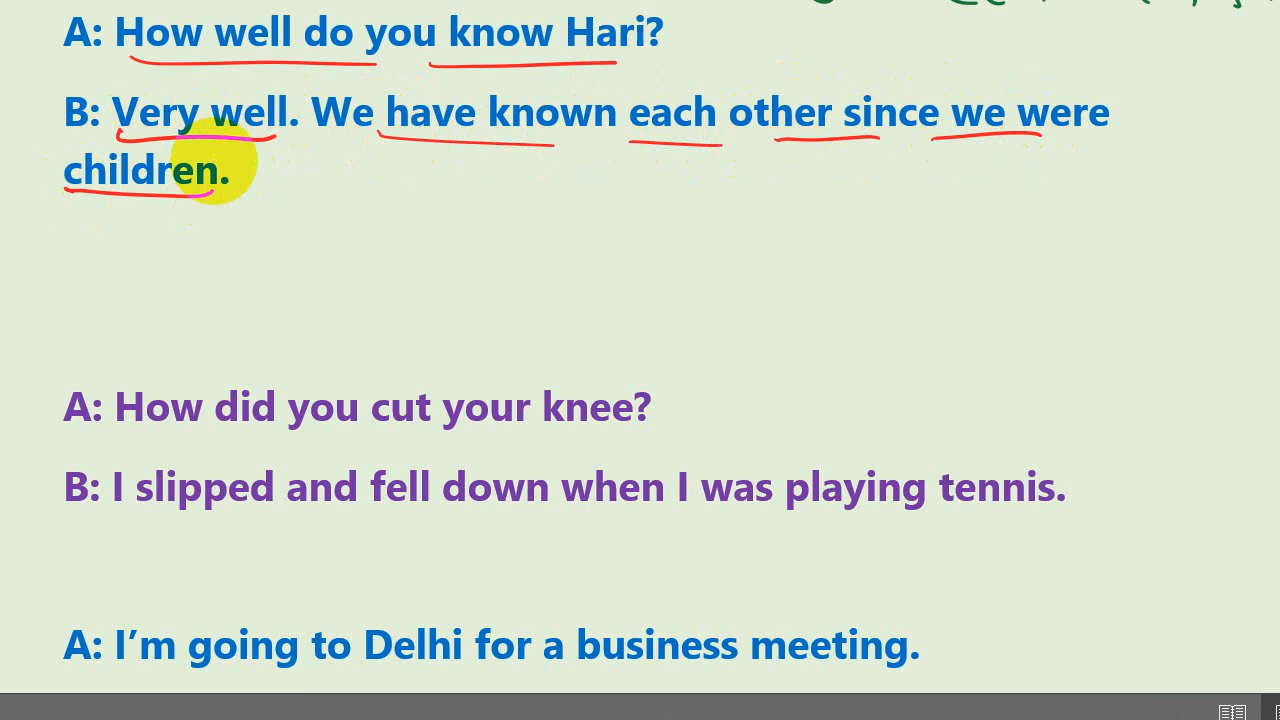 A: How well do you know Hari?
B: Very well. We have known each other since we were
children.
A: How did you cut your knee?
B: I slipped and fell down when I was playing tennis.
A: I’m going to Delhi for a business meeting.